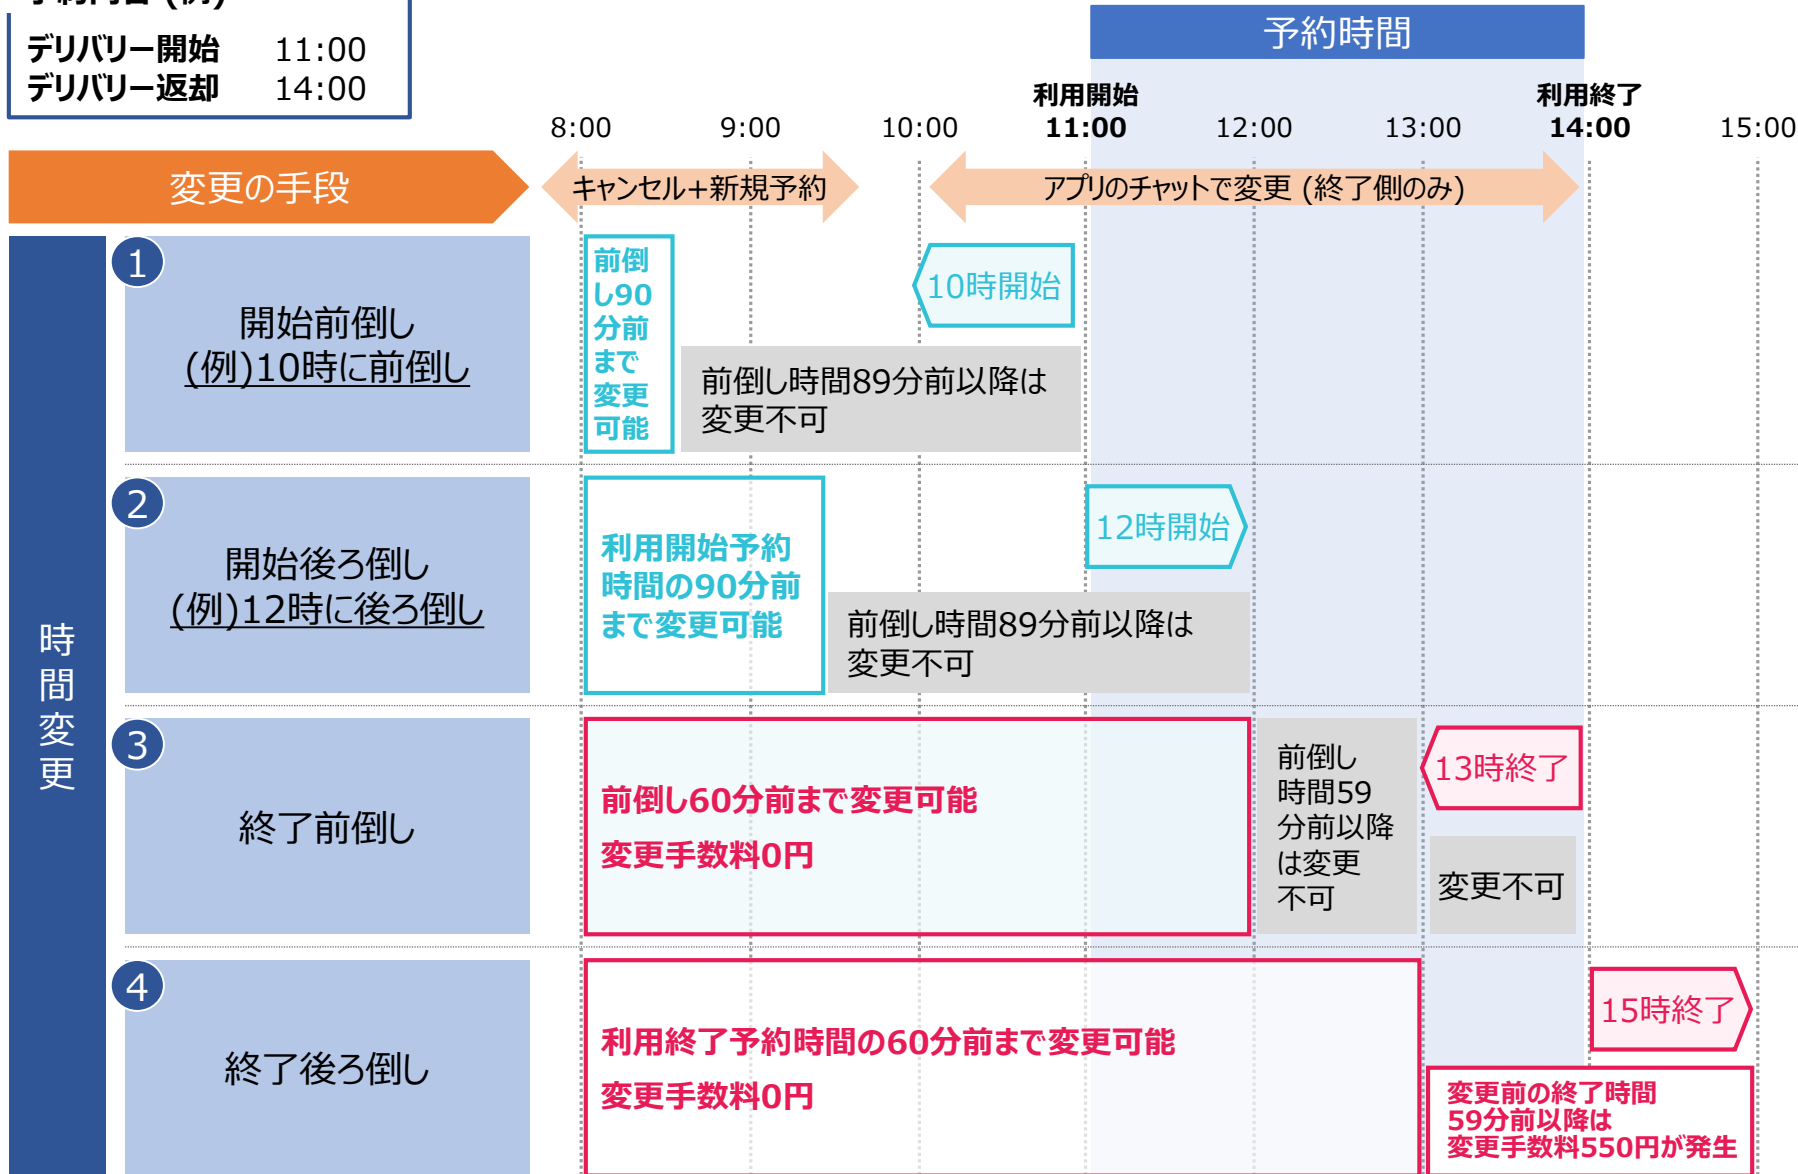 デリバリー開始 11:00
デリバリー返却 14:00
予約時間
利用開始
利用終了
8:00 9:00 10:00 11:00 12:00 13:00 14:00 15:00
変更の手段
キャンセル+新規予約
アプリのチャットで変更 (終了側のみ)
時間変更
1
開始前倒し
(例)10時に前倒し
前倒
し90
分前
まで
変更
可能
10時開始
前倒し時間89分前以降は
変更不可
2
開始後ろ倒し
(例)12時に後ろ倒し
利用開始予約
時間の90分前
まで変更可能
12時開始
前倒し時間89分前以降は
変更不可
3
終了前倒し
前倒し60分前まで変更可能
変更手数料0円
前倒し
時間59
分前以降
は変更
不可
13時終了
変更不可
4
終了後ろ倒し
利用終了予約時間の60分前まで変更可能
変更手数料0円
15時終了
変更前の終了時間
59分前以降は
変更手数料550円が発生